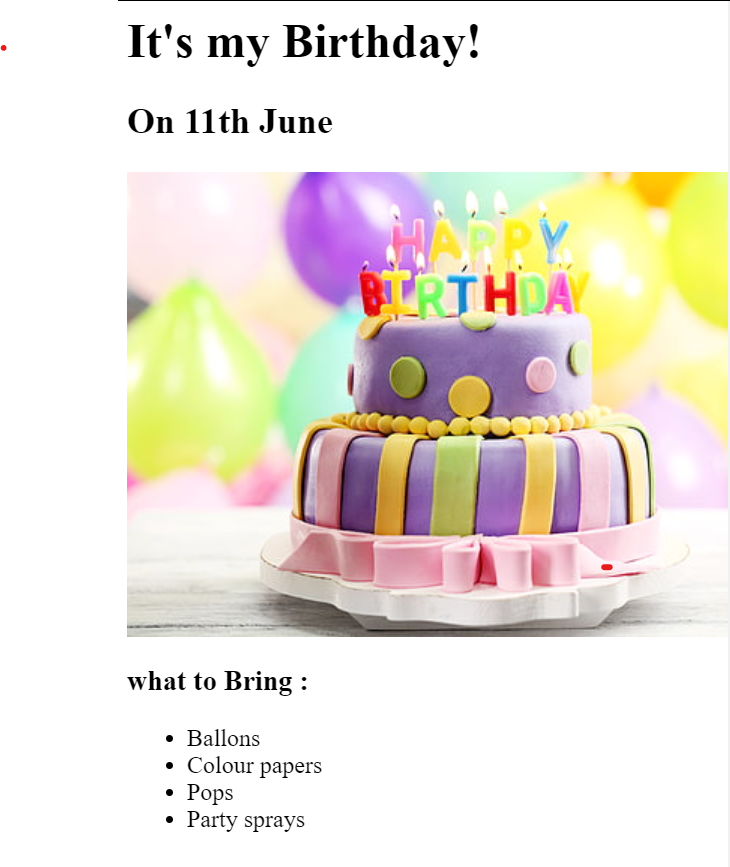 It's my Birthday!
On 11th June
HAPPY
BIRTHDAY
what to Bring :
Ballons
Colour papers
Pops
Party sprays